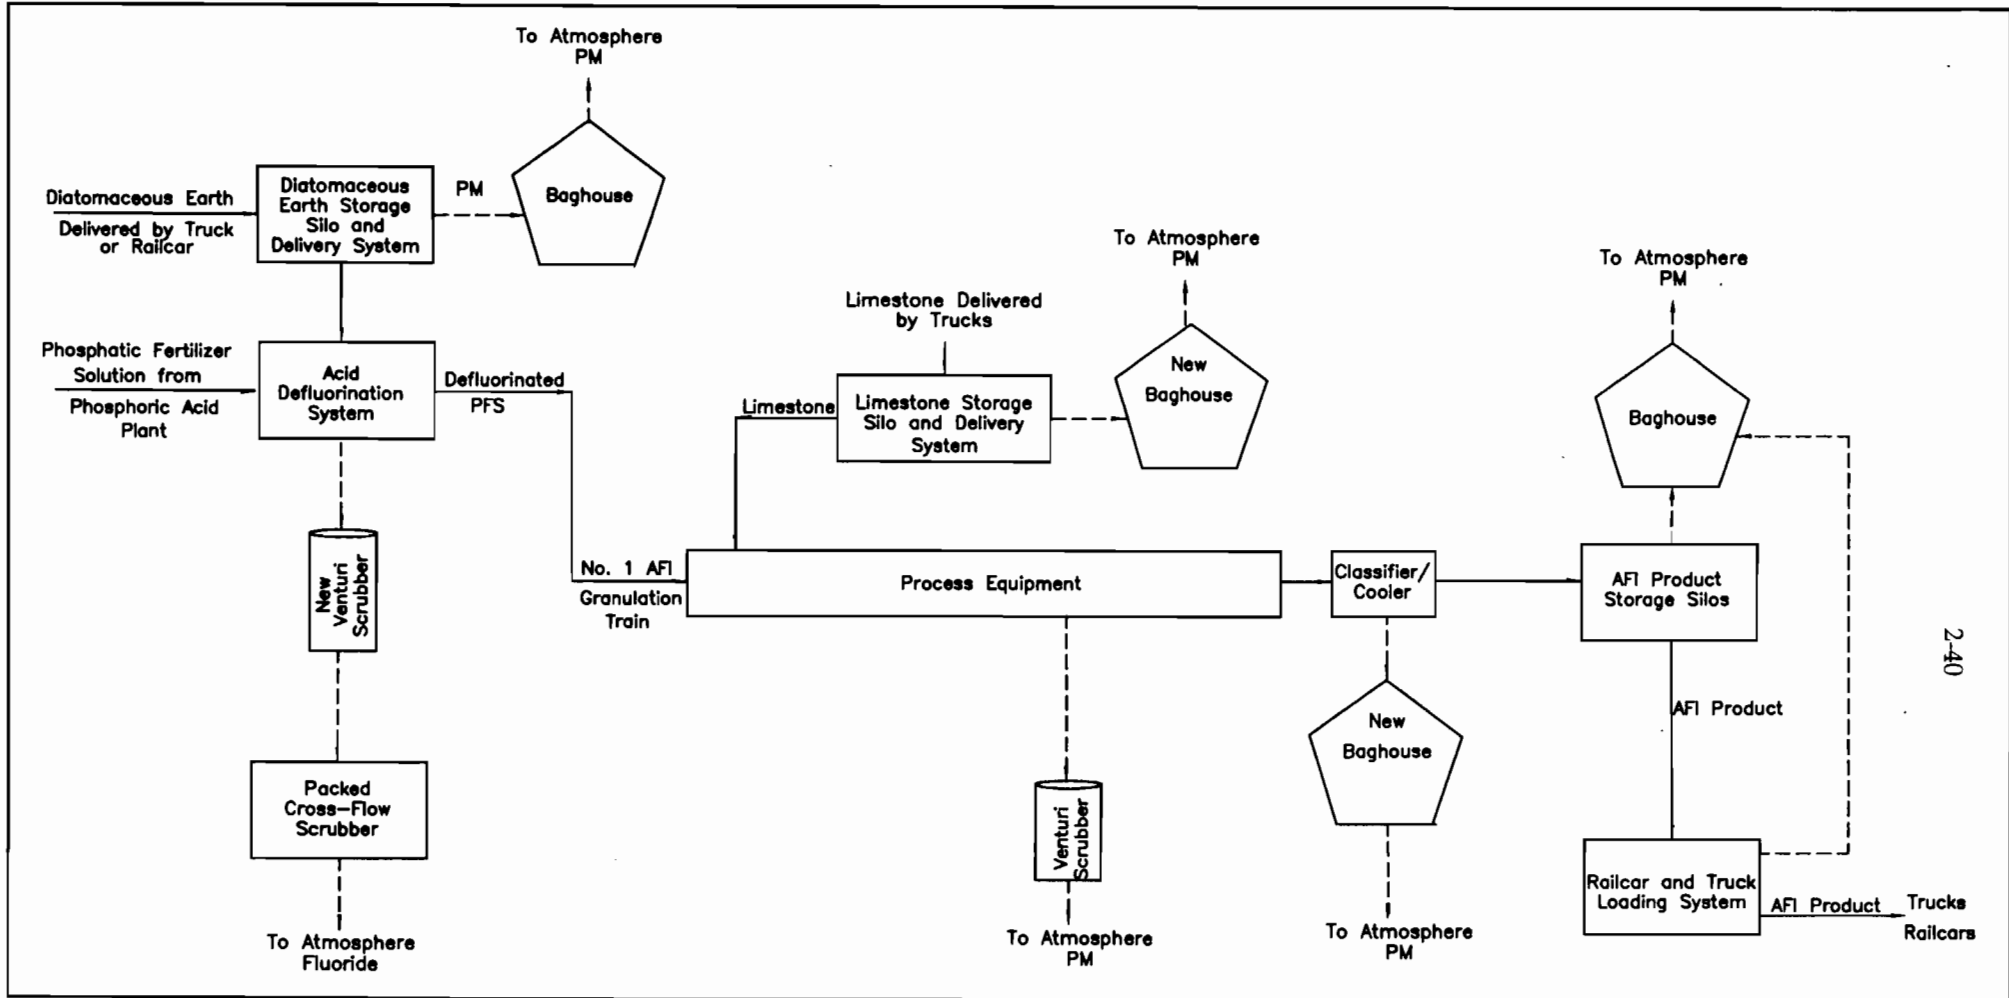 To Atmosphere
PM
Baghouse
Diatomaceous Earth
Delivered by Truck
or Railcar
Diatomaceous
Earth Storage
Silo and
Delivery System
PM
Phosphatic Fertilizer
Solution from
Phosphoric Acid
Plant
Acid
Defluorination
System
Defluorinated
PFS
New
Venturi
Scrubber
Packed
Cross-Flow
Scrubber
To Atmosphere
Fluoride
Limestone Delivered
by Trucks
Limestone
Limestone Storage
Silo and Delivery
System
To Atmosphere
PM
New
Baghouse
No. 1 AFI
Granulation
Train
Process Equipment
Venturi
Scrubber
To Atmosphere
PM
Classifier/
Cooler
New
Baghouse
To Atmosphere
PM
To Atmosphere
PM
Baghouse
AFI Product
Storage Silos
AFI Product
Railcar and Truck
Loading System
AFI Product
Trucks
Railcars
2-40